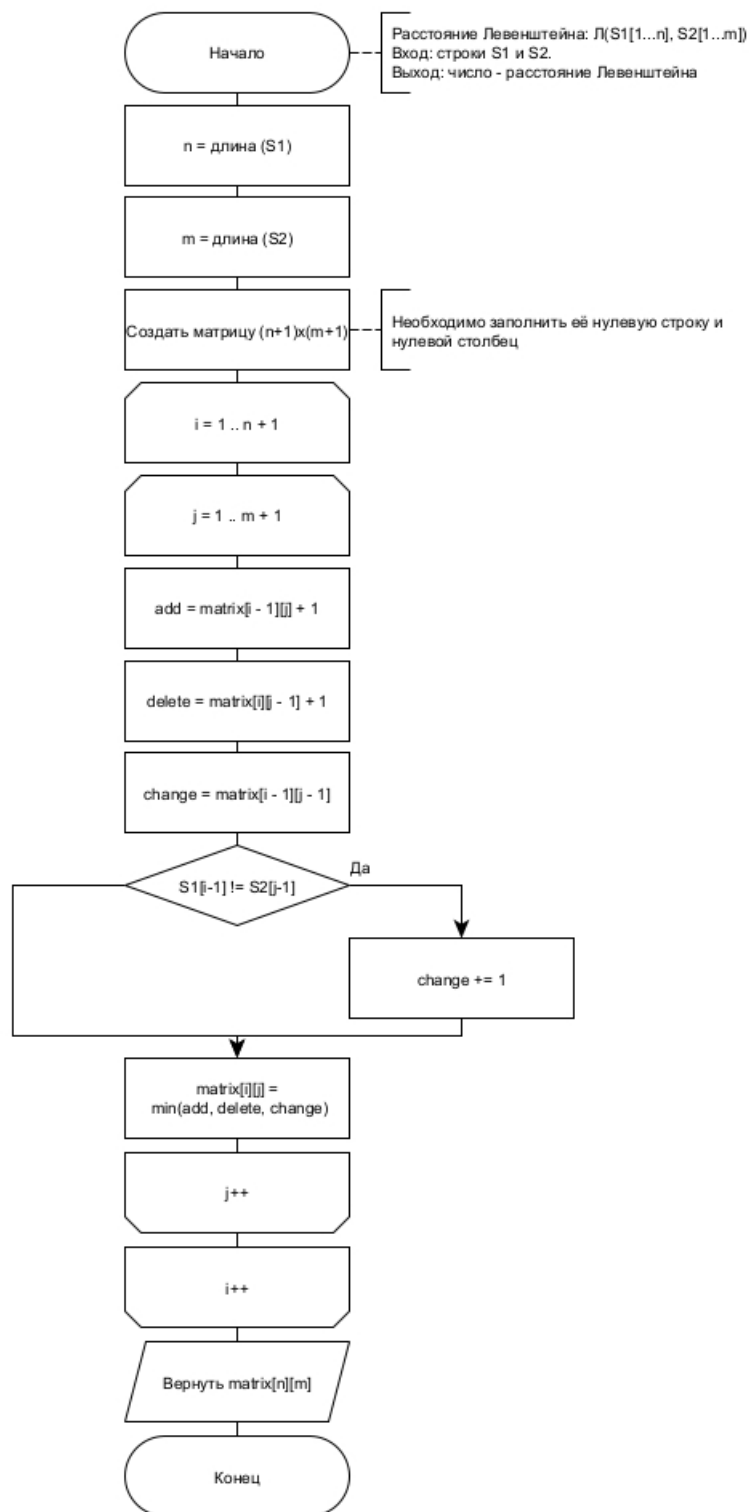 Начало
Расстояние Левенштейна: Л(S1[1...n], S2[1...m])
Вход: строки S1 и S2.
Выход: число - расстояние Левенштейна
n = длина (S1)
m = длина (S2)
Создать матрицу (n+1)x(m+1)
Необходимо заполнить её нулевую строку и
нулевой столбец
i = 1 .. n + 1
j = 1 .. m + 1
add = matrix[i - 1][j] + 1
delete = matrix[i][j - 1] + 1
change = matrix[i - 1][j - 1]
S1[i-1] != S2[j-1]
Да
change += 1
matrix[i][j] =
min(add, delete, change)
j++
i++
Вернуть matrix[n][m]
Конец